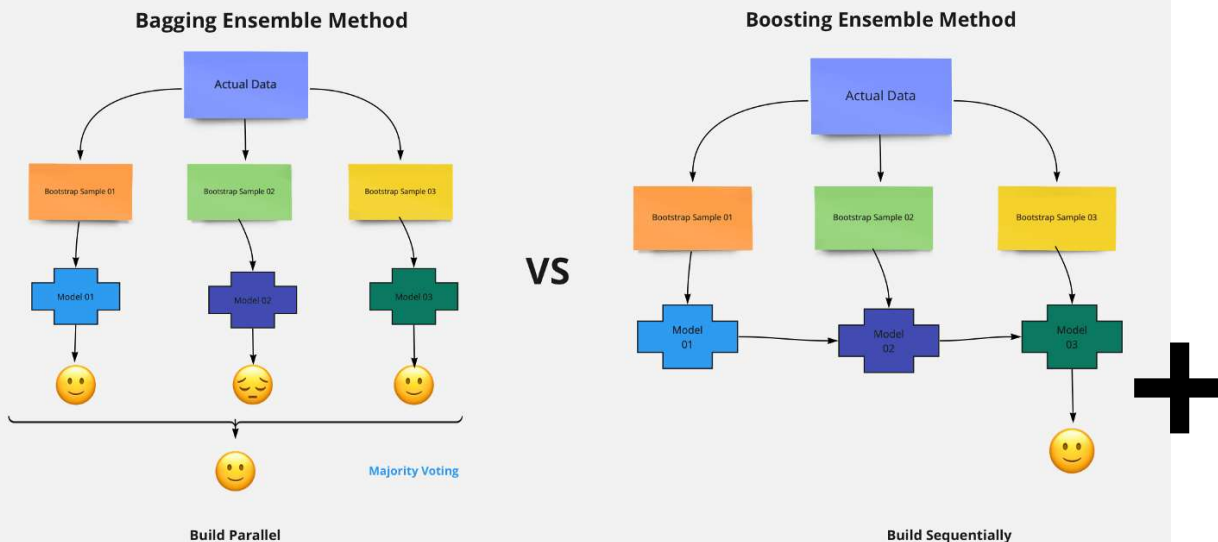 Bagging Ensemble Method
Actual Data
Bootstrap Sample 01
Bootstrap Sample 02
Bootstrap Sample 03
Model 01
Model 02
Model 03
Majority Voting
Build Parallel
VS
Boosting Ensemble Method
Actual Data
Bootstrap Sample 01
Bootstrap Sample 02
Bootstrap Sample 03
Model
01
Model
02
Model
03
Build Sequentially